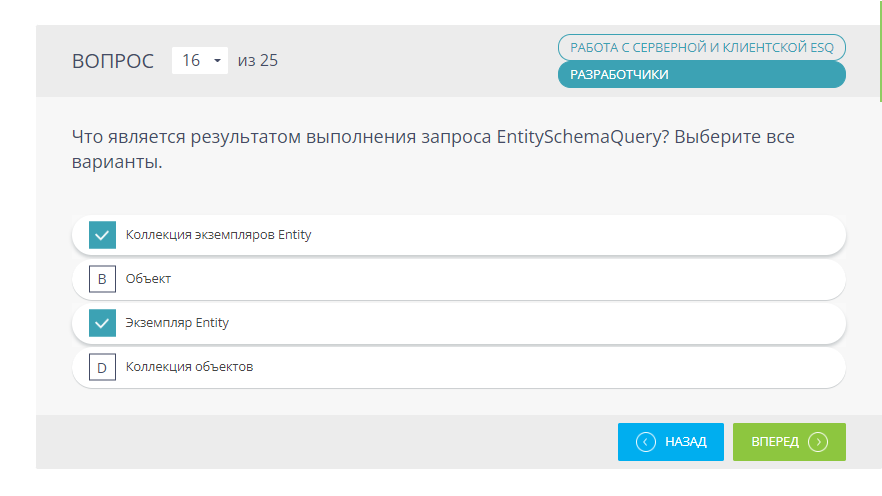 ВОПРОС 16 из 25
РАБОТА С СЕРВЕРНОЙ И КЛИЕНТСКОЙ ESQ
РАЗРАБОТЧИКИ
Что является результатом выполнения запроса EntitySchemaQuery? Выберите все
варианты.
Коллекция экземпляров Entity
B Объект
Экземпляр Entity
D Коллекция объектов
НАЗАД ВПЕРЕД